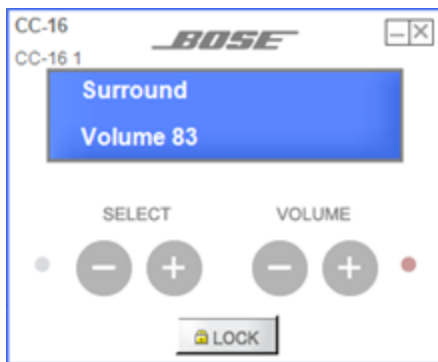 CC-16
BOSE
CC-16 1
Surround
Volume 83
SELECT
VOLUME
LOCK